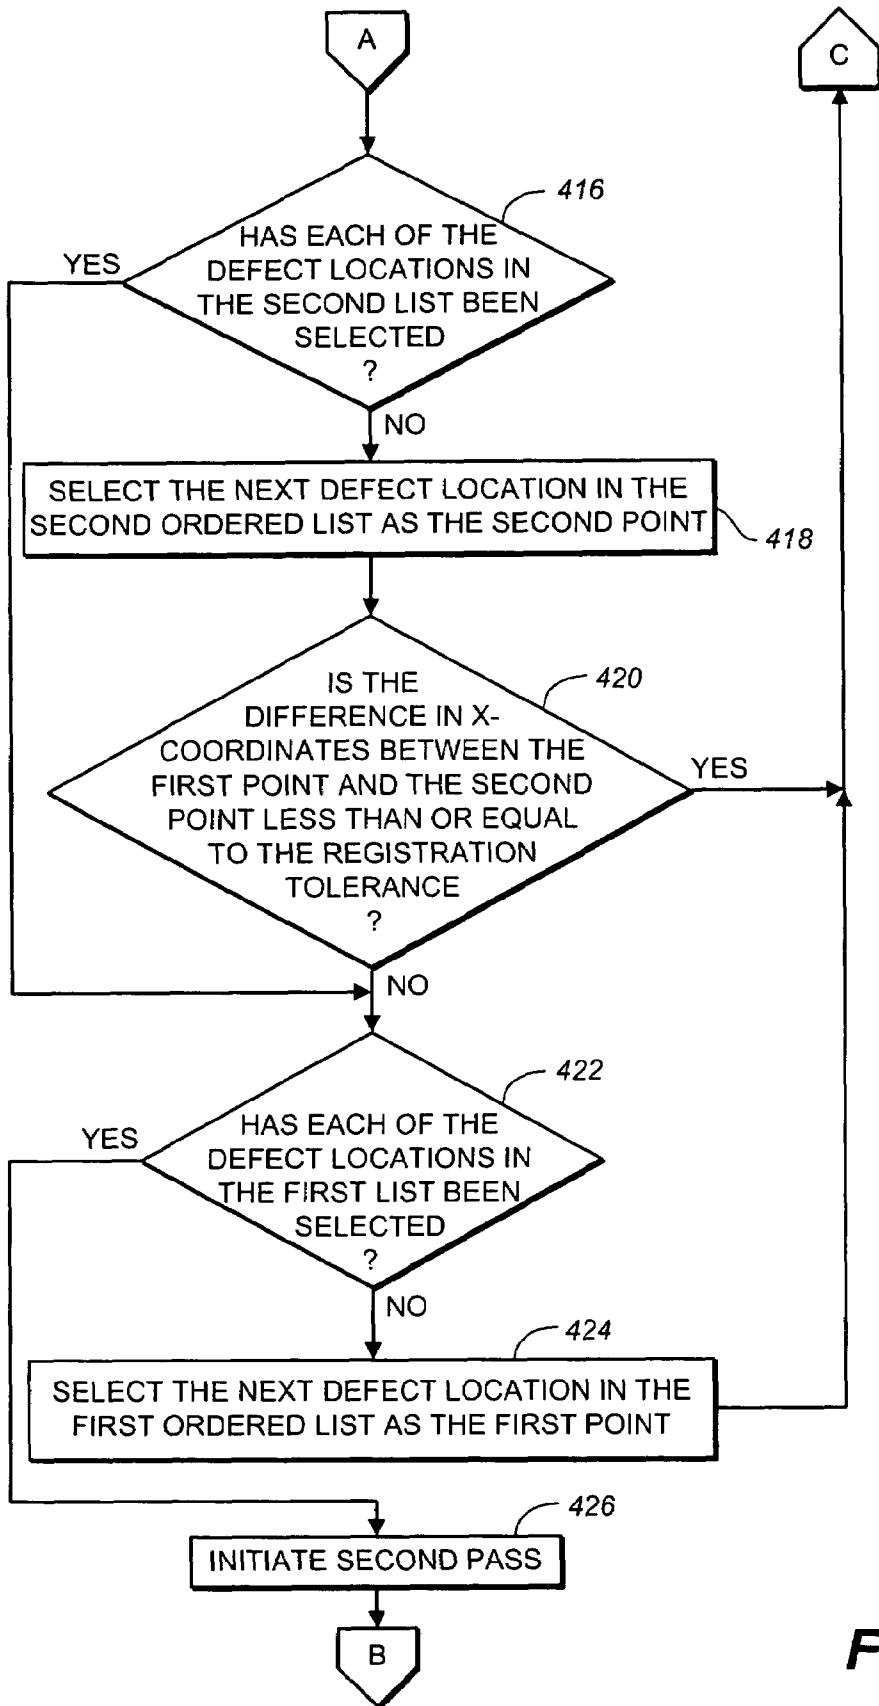 A
C
416
HAS EACH OF THE
DEFECT LOCATIONS IN
THE SECOND LIST BEEN
SELECTED
?
YES
NO
SELECT THE NEXT DEFECT LOCATION IN THE
SECOND ORDERED LIST AS THE SECOND POINT
418
420
IS THE
DIFFERENCE IN X-
COORDINATES BETWEEN THE
FIRST POINT AND THE SECOND
POINT LESS THAN OR EQUAL
TO THE REGISTRATION
TOLERANCE
?
YES
NO
422
HAS EACH OF THE
DEFECT LOCATIONS IN
THE FIRST LIST BEEN
SELECTED
?
YES
NO
424
SELECT THE NEXT DEFECT LOCATION IN THE
FIRST ORDERED LIST AS THE FIRST POINT
426
INITIATE SECOND PASS
B